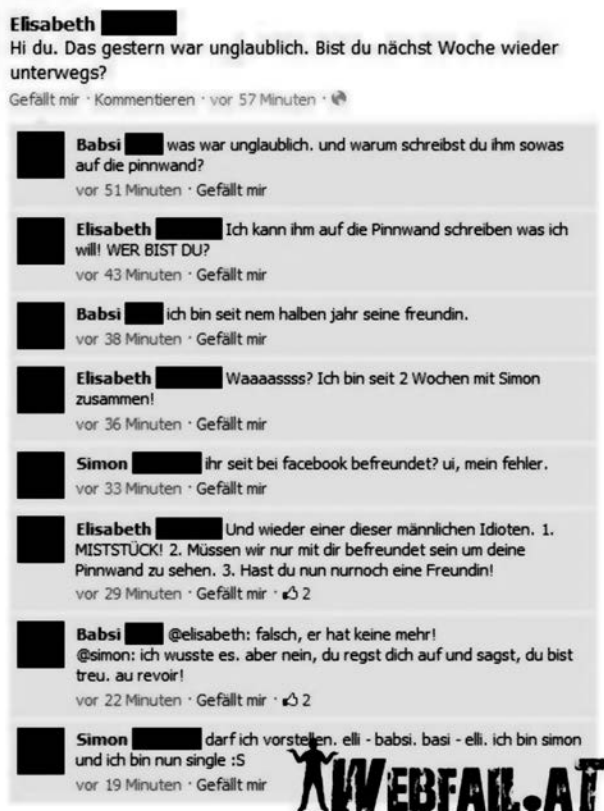 Elisabeth
Hi du. Das gestern war unglaublich. Bist du nächst Woche wieder
unterwegs?
Gefällt mir · Kommentieren · vor 57 Minuten ·
Babsi was war unglaublich. und warum schreibst du ihm sowas
auf die pinnwand?
vor 51 Minuten · Gefällt mir
Elisabeth Ich kann ihm auf die Pinnwand schreiben was ich
will! WER BIST DU?
vor 43 Minuten · Gefällt mir
Babsi ich bin seit nem halben jahr seine freundin.
vor 38 Minuten · Gefällt mir
Elisabeth Waaaassss? Ich bin seit 2 Wochen mit Simon
zusammen!
vor 36 Minuten · Gefällt mir
Simon ihr seit bei facebook befreundet? ui, mein fehler.
vor 33 Minuten · Gefällt mir
Elisabeth Und wieder einer dieser männlichen Idioten. 1.
MISTSTÜCK! 2. Müssen wir nur mit dir befreundet sein um deine
Pinnwand zu sehen. 3. Hast du nun nurnoch eine Freundin!
vor 29 Minuten · Gefällt mir · 2
Babsi @elisabeth: falsch, er hat keine mehr!
@simon: ich wusste es. aber nein, du regst dich auf und sagst, du bist
treu. au revoir!
vor 22 Minuten · Gefällt mir · 2
Simon darf ich vorstellen. elli - babsi. basi - elli. ich bin simon
und ich bin nun single :S
vor 19 Minuten · Gefällt mir
WEBFAIL.AT